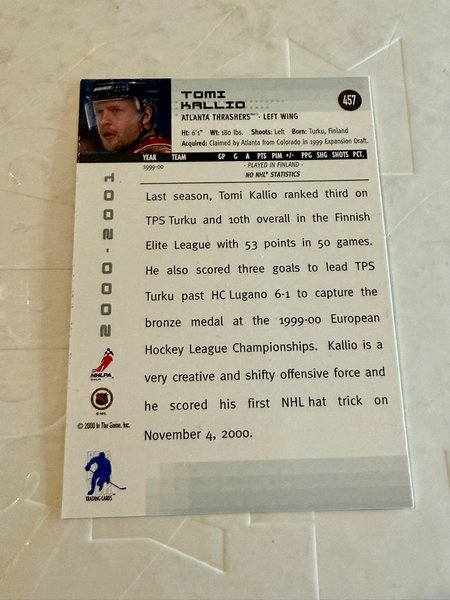 TOMI
KALLIO
457
ATLANTA THRASHERS™ - LEFT WING
Ht: 6'1" Wt: 180 lbs. Shoots: Left Born: Turku, Finland
Acquired: Claimed by Atlanta from Colorado in 1999 Expansion Draft.
YEAR TEAM GP G A PTS PIM +/- PPG SHG SHOTS PCT.
1999-00 - PLAYED IN FINLAND -
NO NHL® STATISTICS
Last season, Tomi Kallio ranked third on
TPS Turku and 10th overall in the Finnish
Elite League with 53 points in 50 games.
He also scored three goals to lead TPS
Turku past HC Lugano 6-1 to capture the
bronze medal at the 1999-00 European
Hockey League Championships. Kallio is a
very creative and shifty offensive force and
he scored his first NHL hat trick on
November 4, 2000.
2000-2001
NHLPA
© NHL
© 2000 In The Game, Inc.
TRADING CARDS™